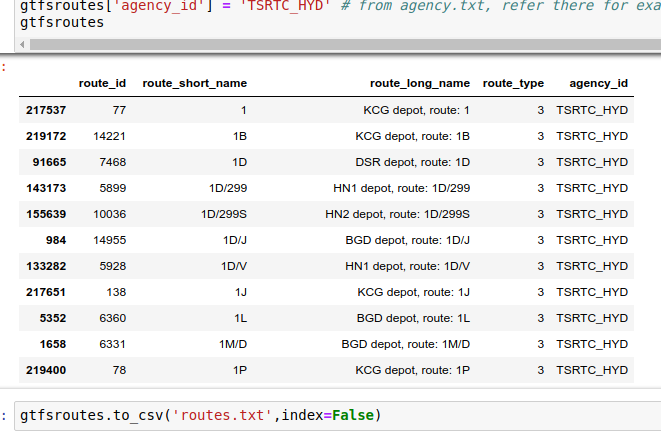 gtfsroutes['agency_id'] = 'TSRTC_HYD' # from agency.txt, refer there for exa
gtfsroutes
:
route_id route_short_name route_long_name route_type agency_id
217537 77 1 KCG depot, route: 1 3 TSRTC_HYD
219172 14221 1B KCG depot, route: 1B 3 TSRTC_HYD
91665 7468 1D DSR depot, route: 1D 3 TSRTC_HYD
143173 5899 1D/299 HN1 depot, route: 1D/299 3 TSRTC_HYD
155639 10036 1D/299S HN2 depot, route: 1D/299S 3 TSRTC_HYD
984 14955 1D/J BGD depot, route: 1D/J 3 TSRTC_HYD
133282 5928 1D/V HN1 depot, route: 1D/V 3 TSRTC_HYD
217651 138 1J KCG depot, route: 1J 3 TSRTC_HYD
5352 6360 1L BGD depot, route: 1L 3 TSRTC_HYD
1658 6331 1M/D BGD depot, route: 1M/D 3 TSRTC_HYD
219400 78 1P KCG depot, route: 1P 3 TSRTC_HYD
: gtfsroutes.to_csv('routes.txt',index=False)